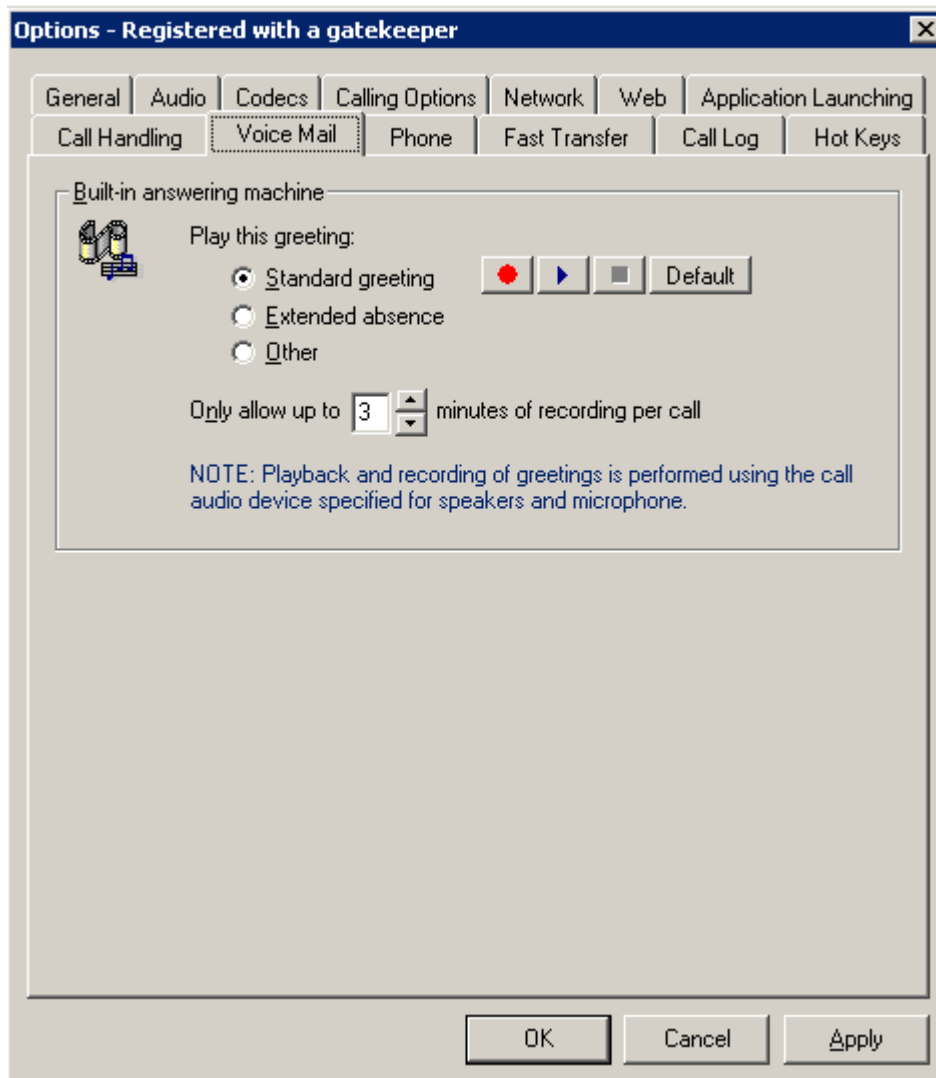 Options - Registered with a gatekeeper
General Audio Codecs Calling Options Network Web Application Launching
Call Handling Voice Mail Phone Fast Transfer Call Log Hot Keys
Built-in answering machine
Play this greeting:
Standard greeting Default
Extended absence
Other
Only allow up to 3 minutes of recording per call
NOTE: Playback and recording of greetings is performed using the call
audio device specified for speakers and microphone.
OK Cancel Apply